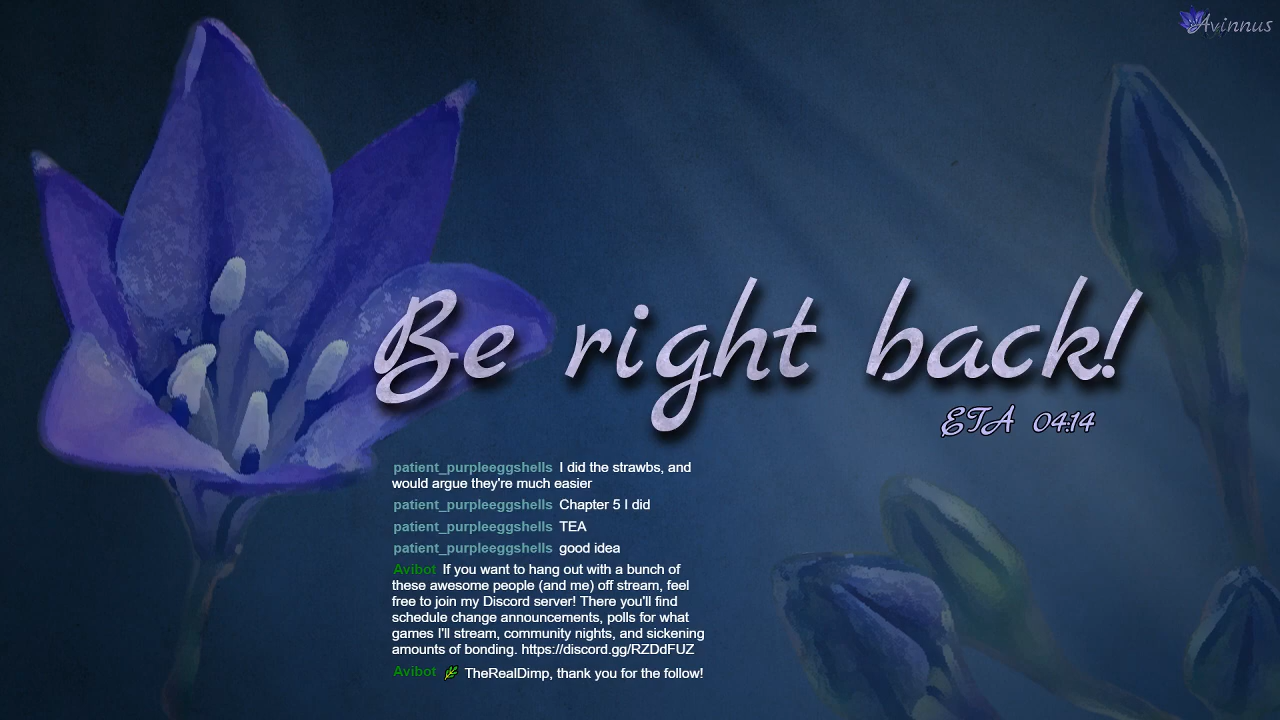 Avinnus
Be right back!
ETA 04:14
patient_purpleeggshells I did the strawbs, and
would argue they're much easier
patient_purpleeggshells Chapter 5 I did
patient_purpleeggshells TEA
patient_purpleeggshells good idea
Avibot If you want to hang out with a bunch of
these awesome people (and me) off stream, feel
free to join my Discord server! There you'll find
schedule change announcements, polls for what
games I'll stream, community nights, and sickening
amounts of bonding. https://discord.gg/RZDdFUZ
Avibot TheRealDimp, thank you for the follow!